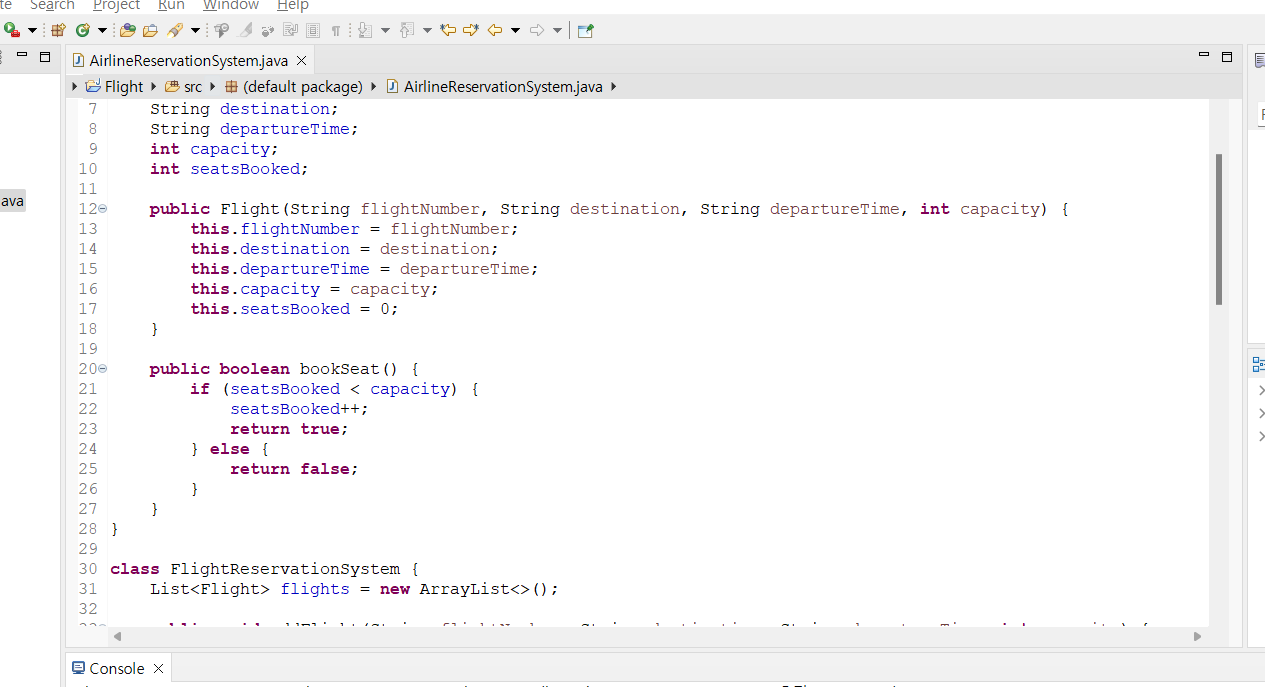 Search Project Run Window Help
AirlineReservationSystem.java
Flight src (default package) AirlineReservationSystem.java
ava
7 String destination;
8 String departureTime;
9 int capacity;
10 int seatsBooked;
11
12 public Flight(String flightNumber, String destination, String departureTime, int capacity) {
13 this.flightNumber = flightNumber;
14 this.destination = destination;
15 this.departureTime = departureTime;
16 this.capacity = capacity;
17 this.seatsBooked = 0;
18 }
19
20 public boolean bookSeat() {
21 if (seatsBooked < capacity) {
22 seatsBooked++;
23 return true;
24 } else {
25 return false;
26 }
27 }
28 }
29
30 class FlightReservationSystem {
31 List<Flight> flights = new ArrayList<>();
32
Console